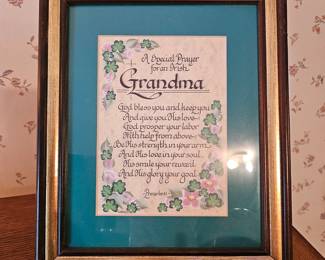 A Special Prayer
for an Irish
Grandma
God bless you and keep you
And give you His love
God prosper your labor
With help from above
Be His strength in your arm
And His love in your soul
His smile your reward
And His glory your goal.